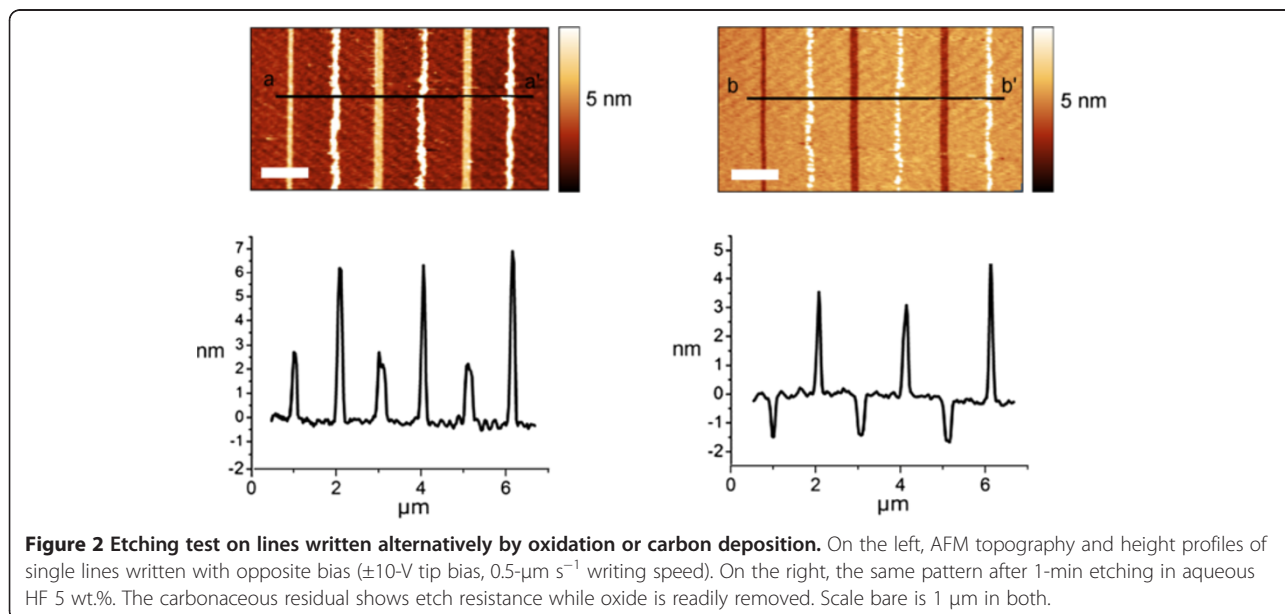 a a' 5 nm
b b' 5 nm
7
6
5
4
3
2
1
0
-1
-2
nm
0 2 4 6
μm
5
4
3
2
1
0
-1
-2
nm
0 2 4 6
μm
Figure 2 Etching test on lines written alternatively by oxidation or carbon deposition. On the left, AFM topography and height profiles of
single lines written with opposite bias (±10-V tip bias, 0.5-μm s⁻¹ writing speed). On the right, the same pattern after 1-min etching in aqueous
HF 5 wt.%. The carbonaceous residual shows etch resistance while oxide is readily removed. Scale bare is 1 μm in both.